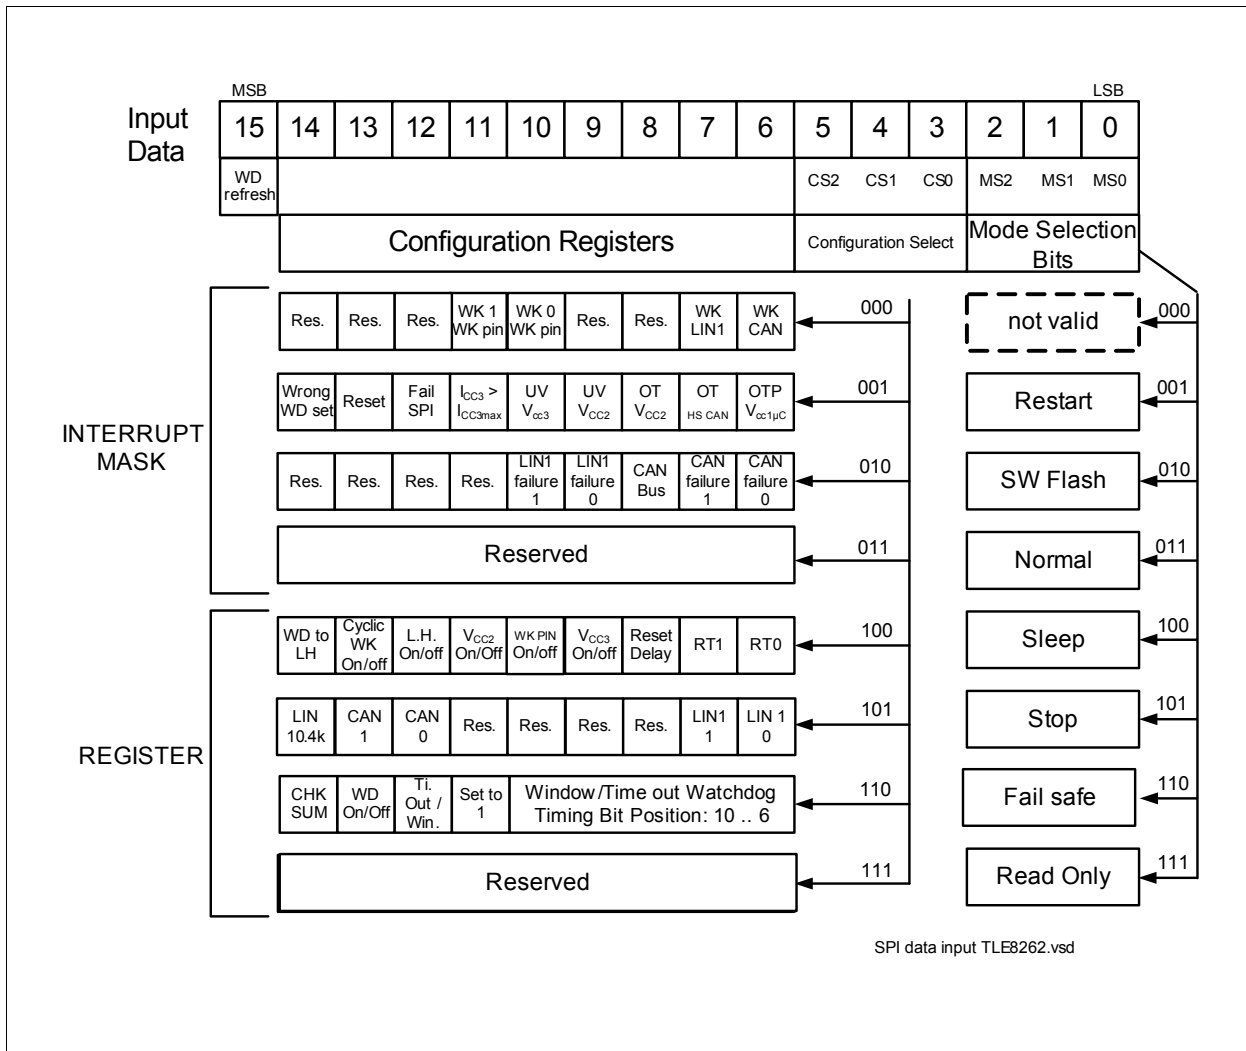 MSB LSB
Input Data 15 14 13 12 11 10 9 8 7 6 5 4 3 2 1 0
WD refresh CS2 CS1 CS0 MS2 MS1 MS0
Configuration Registers Configuration Select Mode Selection Bits
INTERRUPT MASK
Res. Res. Res. WK 1 WK pin WK 0 WK pin Res. Res. WK LIN1 WK CAN 000 not valid 000
Wrong WD set Reset Fail SPI ICC3 > ICC3max UV Vcc3 UV VCC2 OT VCC2 OT HS CAN OTP Vcc1µC 001 Restart 001
Res. Res. Res. Res. LIN1 failure 1 LIN1 failure 0 CAN Bus CAN failure 1 CAN failure 0 010 SW Flash 010
Reserved 011 Normal 011
REGISTER
WD to LH Cyclic WK On/off L.H. On/off VCC2 On/Off WK PIN On/off VCC3 On/off Reset Delay RT1 RT0 100 Sleep 100
LIN 10.4k CAN 1 CAN 0 Res. Res. Res. Res. LIN1 1 LIN 1 0 101 Stop 101
CHK SUM WD On/Off Ti. Out / Win. Set to 1 Window/Time out Watchdog Timing Bit Position: 10 .. 6 110 Fail safe 110
Reserved 111 Read Only 111
SPI data input TLE8262.vsd